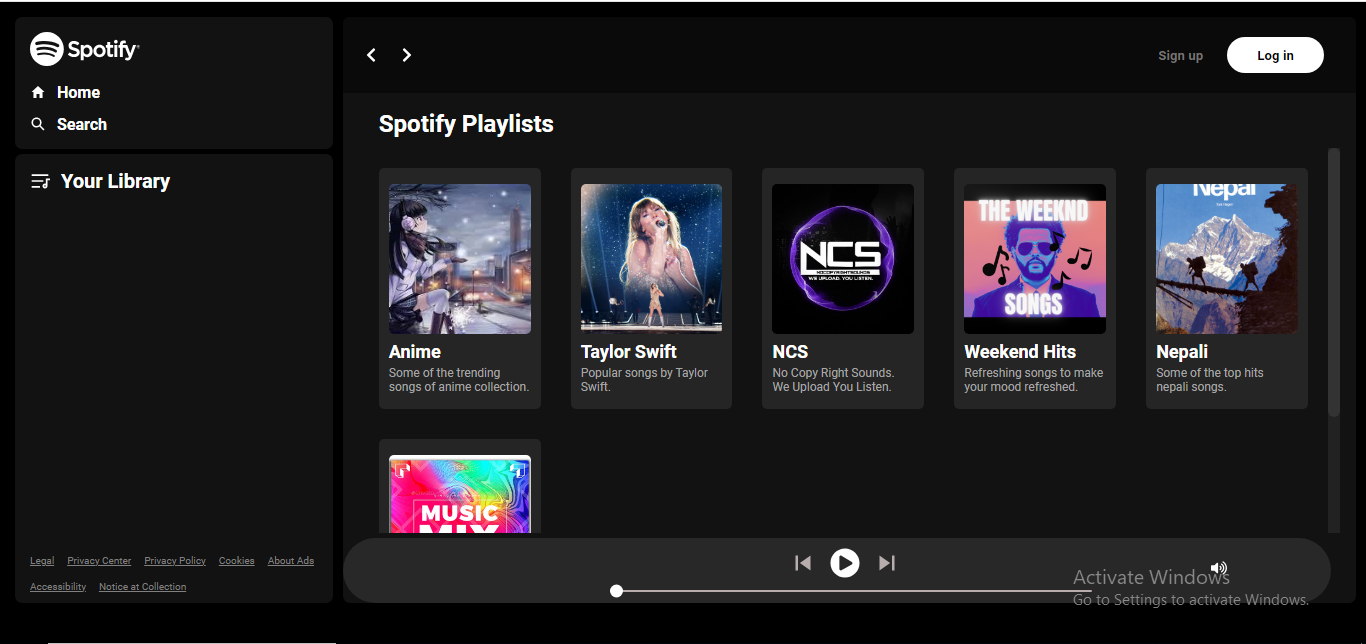 Spotify
Home
Search
Your Library
Legal Privacy Center Privacy Policy Cookies About Ads
Accessibility Notice at Collection
Sign up Log in
Spotify Playlists
NCS
NOCOPYRIGHTSOUNDS
WE UPLOAD. YOU LISTEN.
THE WEEKND
SONGS
Nepal
Anime
Some of the trending
songs of anime collection.
Taylor Swift
Popular songs by Taylor
Swift.
NCS
No Copy Right Sounds.
We Upload You Listen.
Weekend Hits
Refreshing songs to make
your mood refreshed.
Nepali
Some of the top hits
nepali songs.
MUSIC
MIX
Activate Windows
Go to Settings to activate Windows.